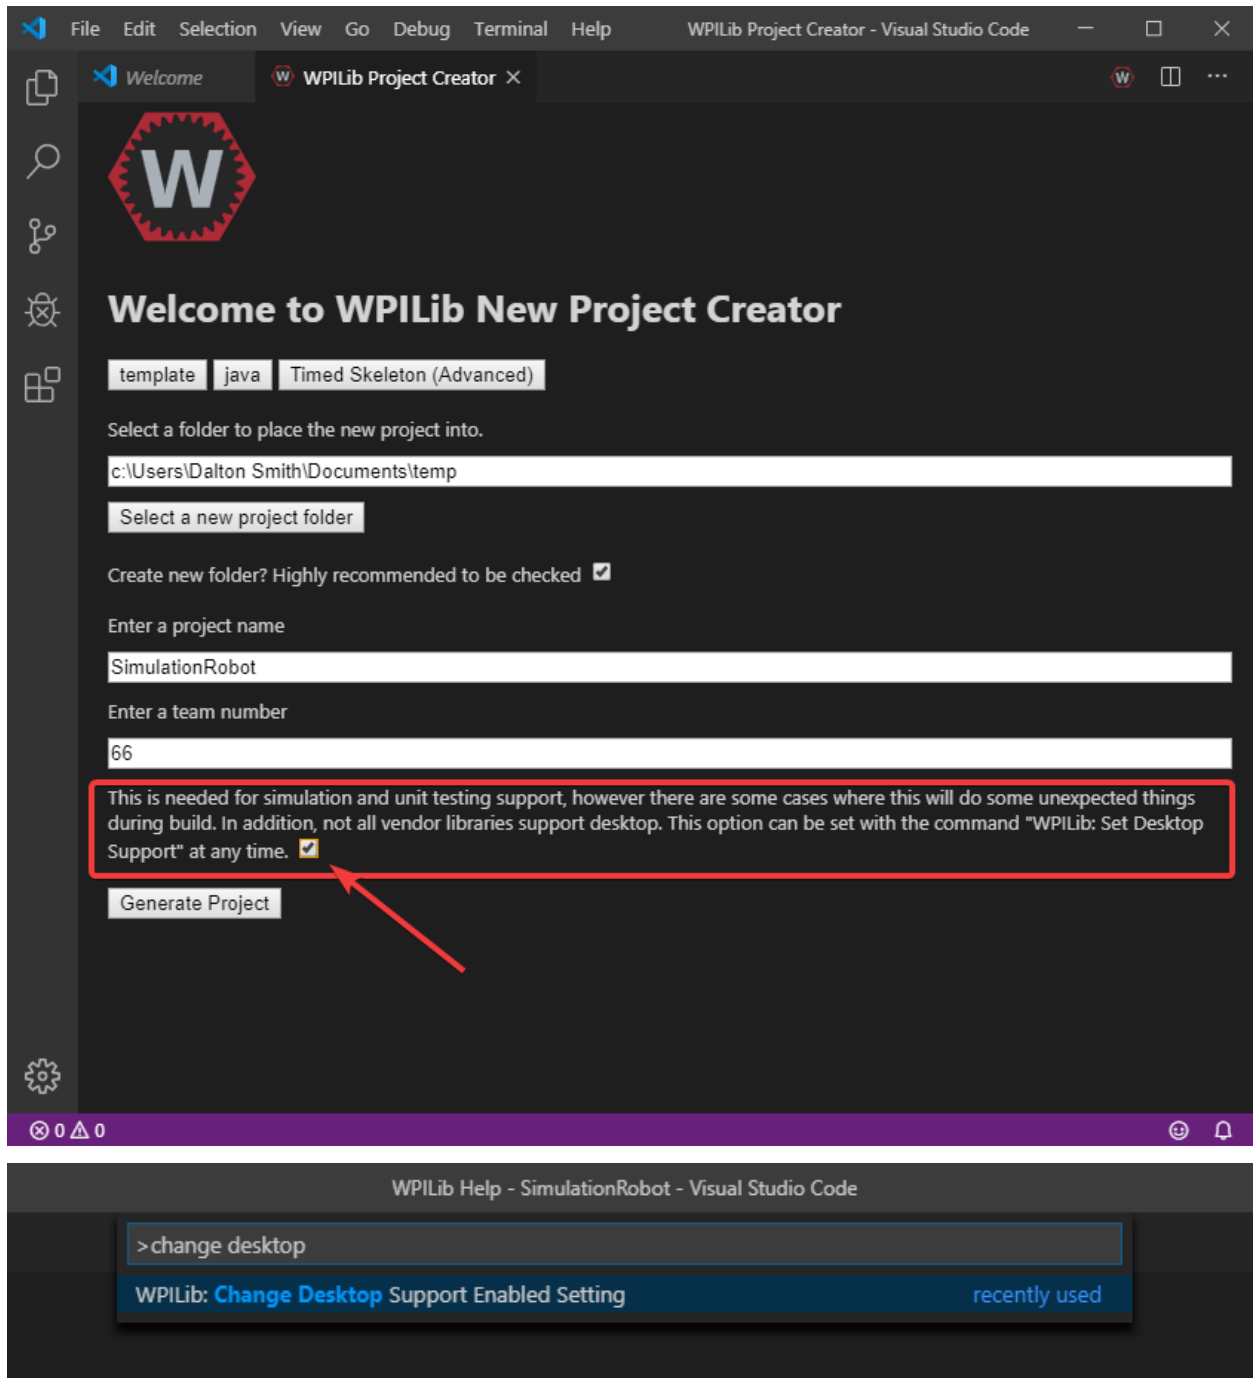 File Edit Selection View Go Debug Terminal Help WPILib Project Creator - Visual Studio Code
Welcome WPILib Project Creator W
W
Welcome to WPILib New Project Creator
template java Timed Skeleton (Advanced)
Select a folder to place the new project into.
c:\Users\Dalton Smith\Documents\temp
Select a new project folder
Create new folder? Highly recommended to be checked
Enter a project name
SimulationRobot
Enter a team number
66
This is needed for simulation and unit testing support, however there are some cases where this will do some unexpected things
during build. In addition, not all vendor libraries support desktop. This option can be set with the command "WPILib: Set Desktop
Support" at any time.
Generate Project
0 0
WPILib Help - SimulationRobot - Visual Studio Code
>change desktop
WPILib: Change Desktop Support Enabled Setting recently used